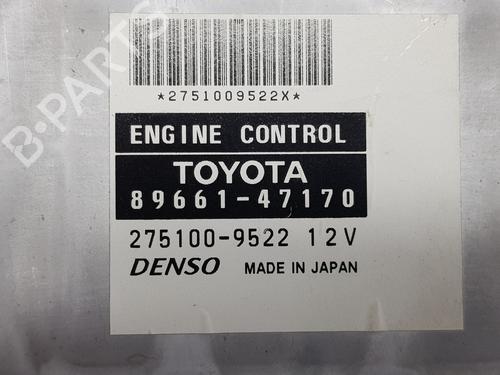 B-PARTS
*2751009522X*
ENGINE CONTROL
TOYOTA
89661-47170
275100-9522 12V
DENSO MADE IN JAPAN